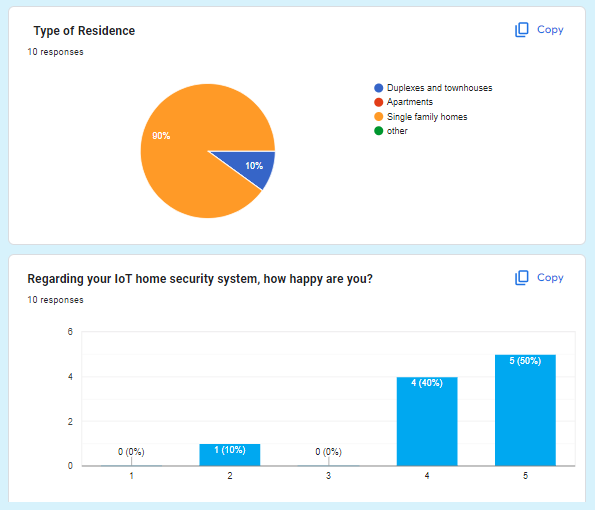 Type of Residence
Copy
10 responses
Duplexes and townhouses
Apartments
Single family homes
other
90%
10%
Regarding your IoT home security system, how happy are you?
Copy
10 responses
6
4
2
0
0 (0%)
1 (10%)
0 (0%)
4 (40%)
5 (50%)
1
2
3
4
5